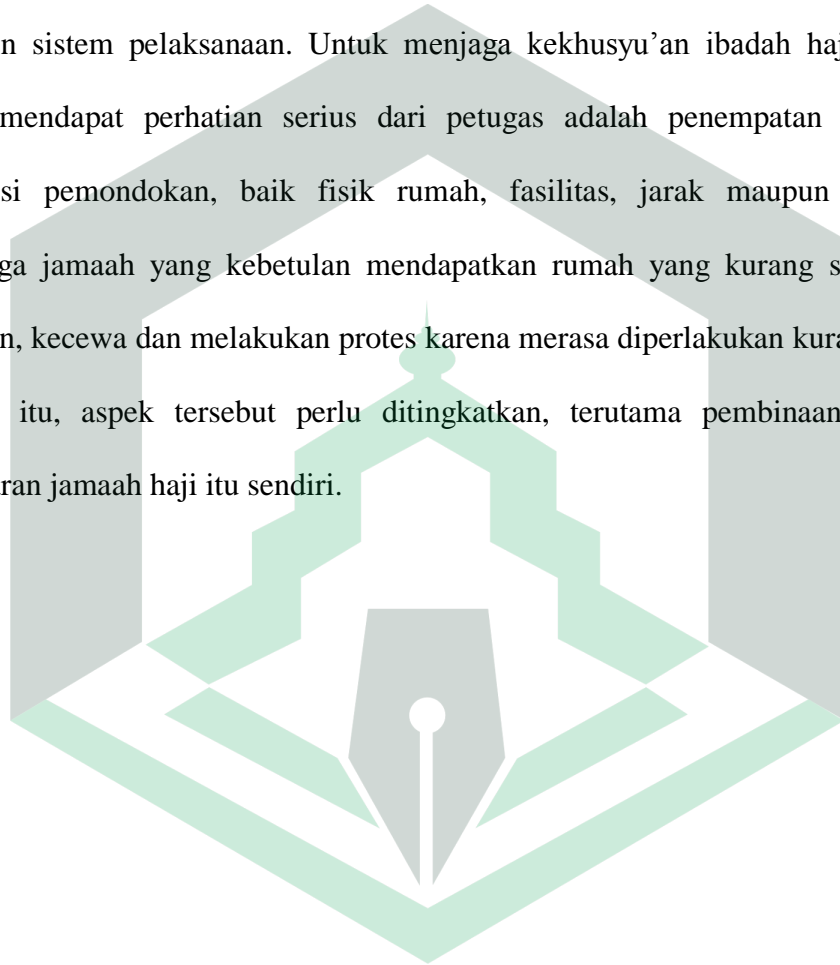 n sistem pelaksanaan. Untuk menjaga kekhusyu’an ibadah haj
mendapat perhatian serius dari petugas adalah penempatan
si pemondokan, baik fisik rumah, fasilitas, jarak maupun
ga jamaah yang kebetulan mendapatkan rumah yang kurang s
n, kecewa dan melakukan protes karena merasa diperlakukan kura
itu, aspek tersebut perlu ditingkatkan, terutama pembinaan
ran jamaah haji itu sendiri.